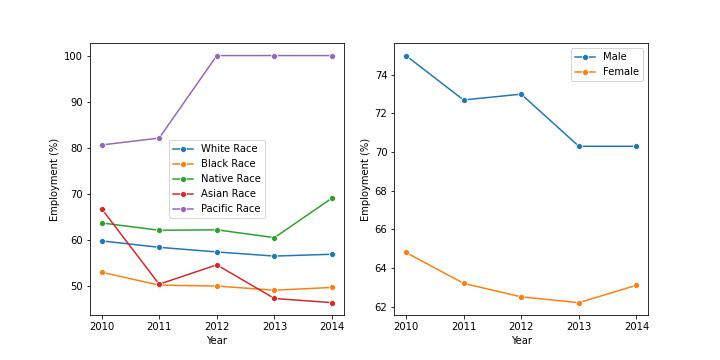 100
90
80
70
60
50
Employment (%)
2010 2011 2012 2013 2014
Year
White Race
Black Race
Native Race
Asian Race
Pacific Race
74
72
70
68
66
64
62
Employment (%)
2010 2011 2012 2013 2014
Year
Male
Female